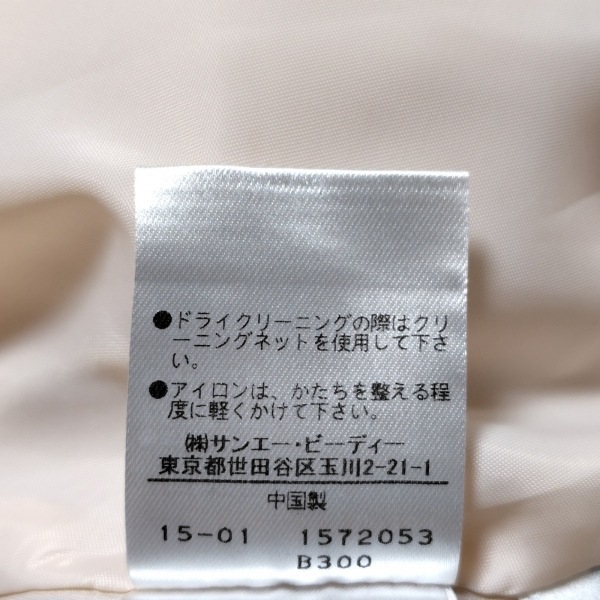 ●ドライクリーニングの際はクリ
ーニングネットを使用して下さ
い。
●アイロンは、かたちを整える程
度に軽くかけて下さい。
㈱サンエー・ビーディー
東京都世田谷区玉川2-21-1
中国製
15-01 1572053
B300